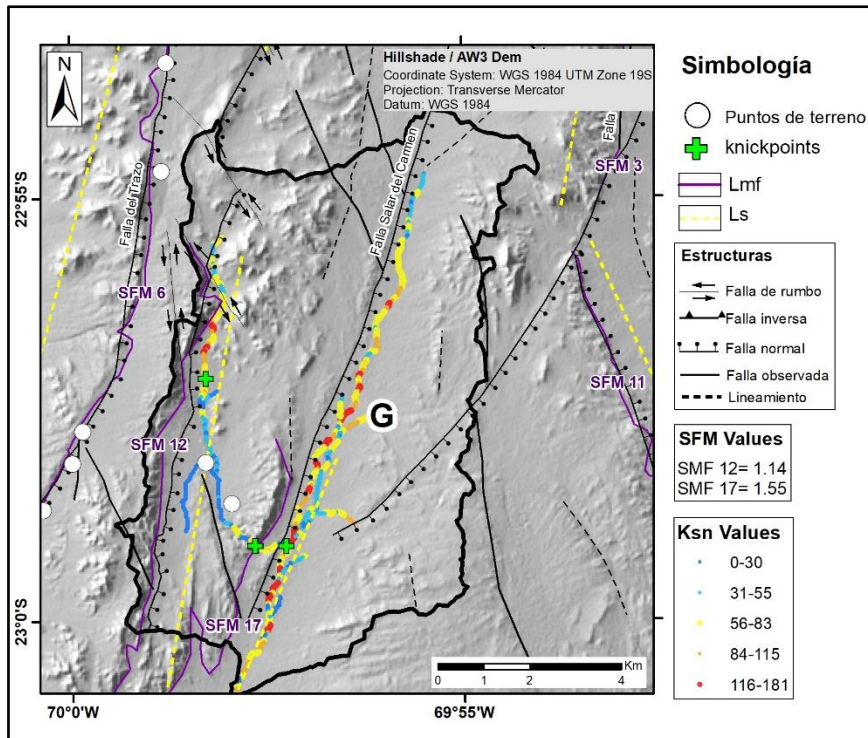 Hillshade / AW3 Dem
Coordinate System: WGS 1984 UTM Zone 19S
Projection: Transverse Mercator
Datum: WGS 1984
N
22°55'S
23°0'S
70°0'W
69°55'W
Falla del Trazo
Falla Salar del Carmen
Falla
SFM 3
SFM 6
SFM 11
SFM 12
SFM 17
G
0 1 2 4
Km
Simbología
Puntos de terreno
knickpoints
Lmf
Ls
Estructuras
Falla de rumbo
Falla inversa
Falla normal
Falla observada
Lineamiento
SFM Values
SMF 12= 1.14
SMF 17= 1.55
Ksn Values
0-30
31-55
56-83
84-115
116-181